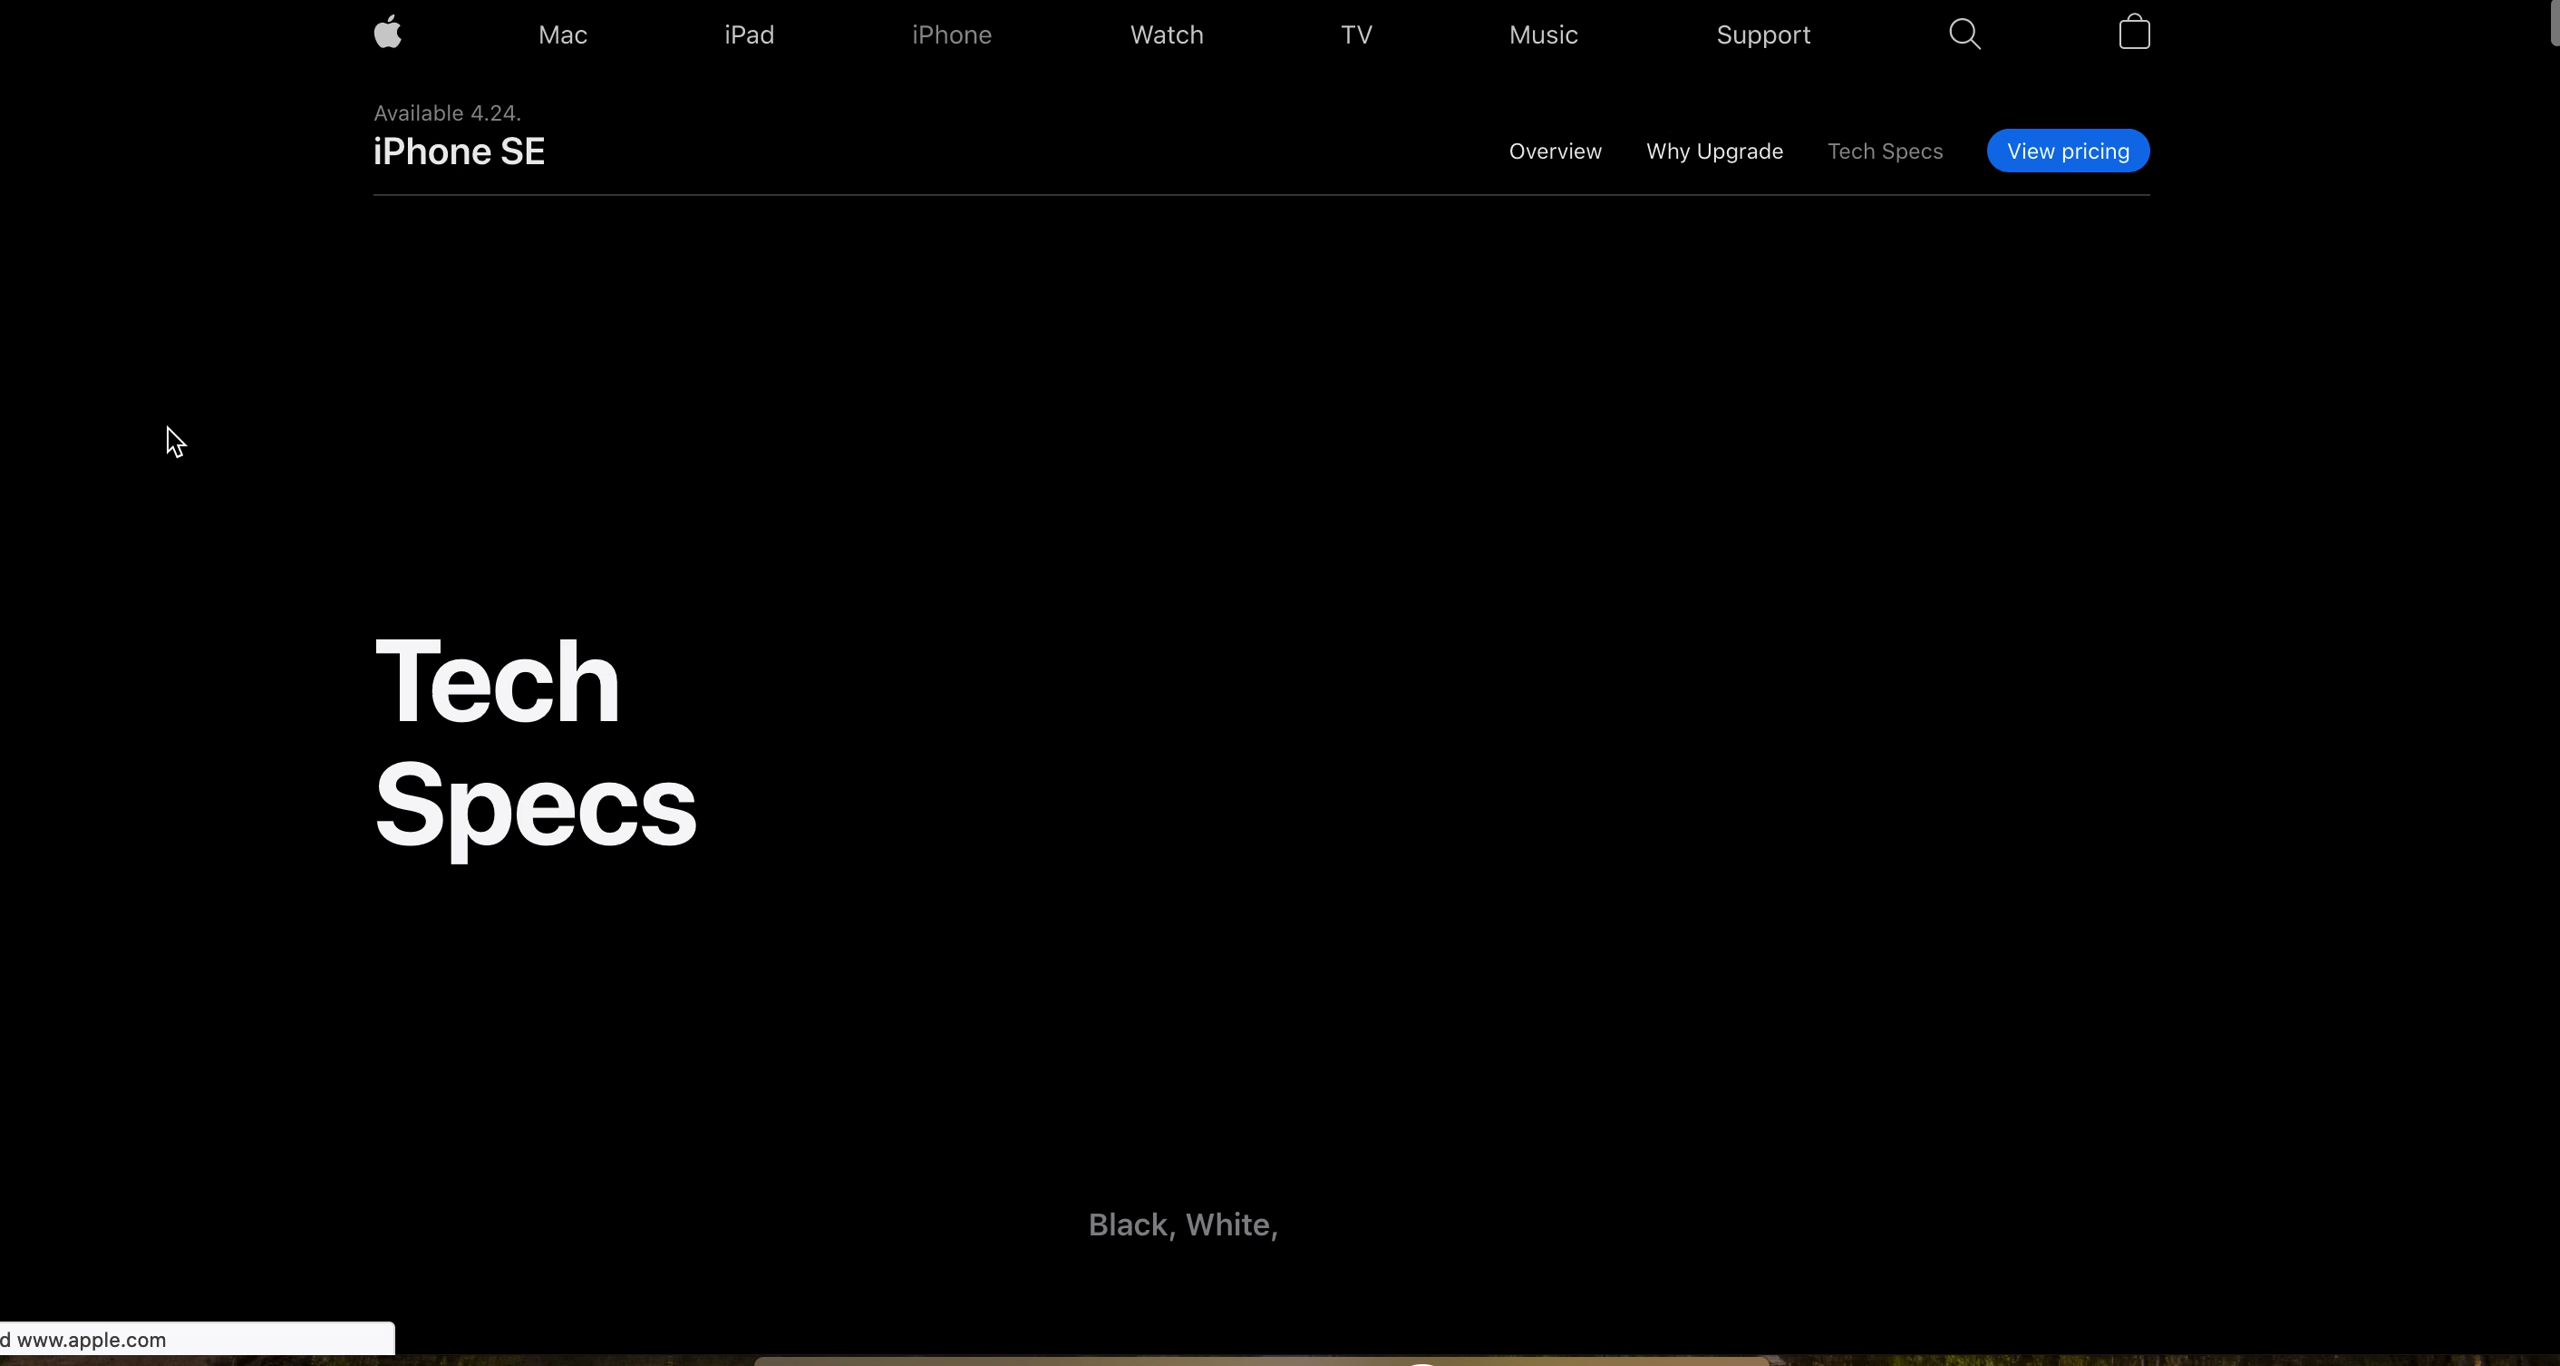 Mac iPad iPhone Watch TV Music Support
Available 4.24.
iPhone SE
Overview Why Upgrade Tech Specs View pricing
Tech
Specs
Black, White,
d www.apple.com